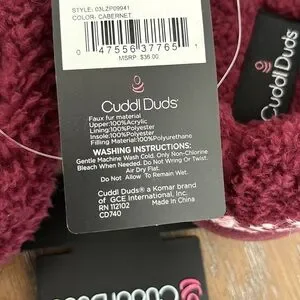 STYLE: 03LZP09941
COLOR: CABERNET
0 47556 37765 1
MSRP :$36.00
Cuddl Duds®
Faux fur material
Upper:100%Acrylic
Lining:100%Polyester
Insole:100%Polyester
Filling Material:100%Polyurethane
WASHING INSTRUCTIONS:
Gentle Machine Wash Cold. Only Non-Chlorine
Bleach When Needed. Do Not Wring Or Twist.
Air Dry Flat
Do Not Allow To Remain Wet.
Cuddl Duds® a Komar brand
of GCE International, Inc.
RN 112102
CD740
Made In China
Cuddl Duds
Cuddl Duds